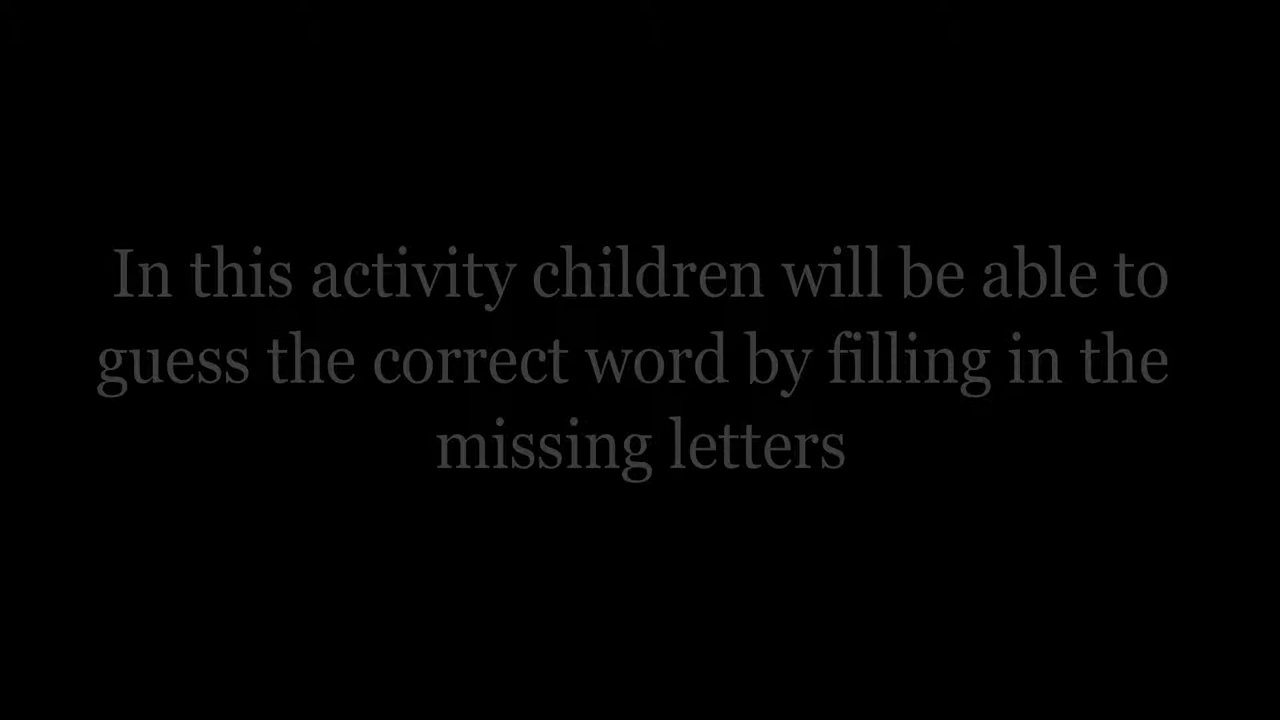 In this activity children will be able to
guess the correct word by filling in the
missing letters